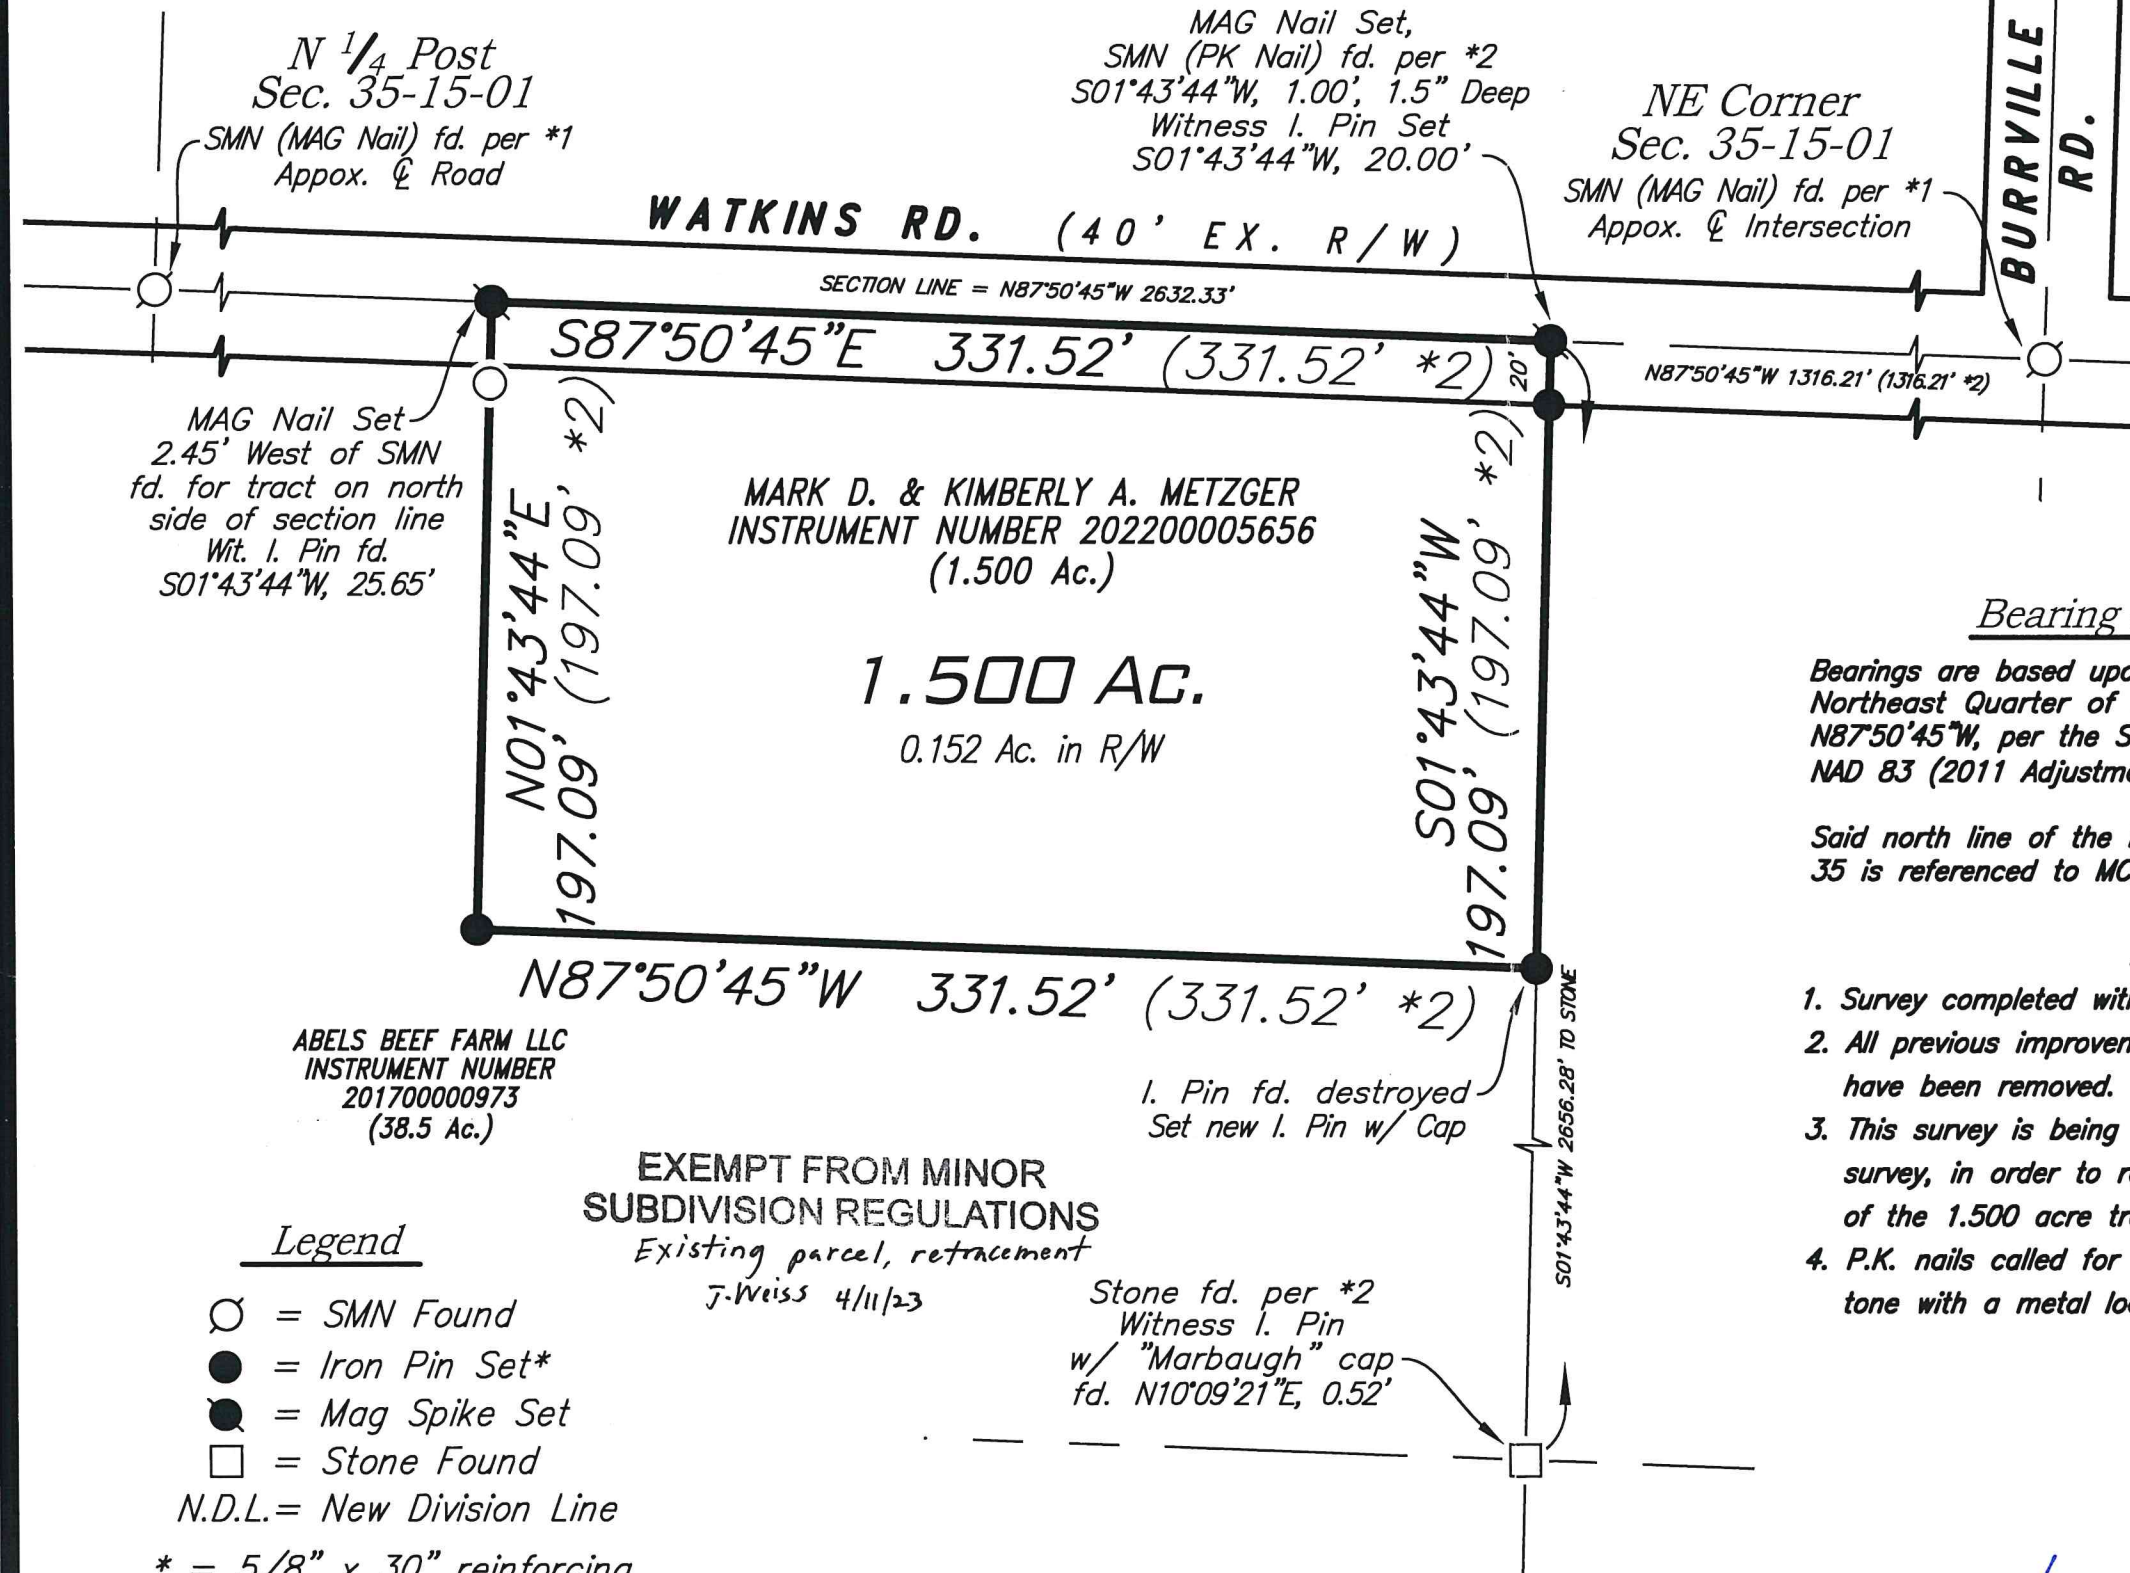 N 1/4 Post
Sec. 35-15-01
SMN (MAG Nail) fd. per *1
Appox. ℄ Road
MAG Nail Set,
SMN (PK Nail) fd. per *2
S01°43'44"W, 1.00', 1.5" Deep
Witness I. Pin Set
S01°43'44"W, 20.00'
NE Corner
Sec. 35-15-01
SMN (MAG Nail) fd. per *1
Appox. ℄ Intersection
BURRVILLE
RD.
WATKINS RD. (40' EX. R/W)
SECTION LINE = N87°50'45"W 2632.33'
S87°50'45"E 331.52' (331.52' *2)
20'
N87°50'45"W 1316.21' (1316.21' *2)
MAG Nail Set
2.45' West of SMN
fd. for tract on north
side of section line
Wit. I. Pin fd.
S01°43'44"W, 25.65'
N01°43'44"E
197.09' (197.09' *2)
MARK D. & KIMBERLY A. METZGER
INSTRUMENT NUMBER 202200005656
(1.500 Ac.)
1.500 Ac.
0.152 Ac. in R/W
S01°43'44"W
197.09' (197.09' *2)
N87°50'45"W 331.52' (331.52' *2)
Bearing
Bearings are based upo
Northeast Quarter of
N87°50'45"W, per the S
NAD 83 (2011 Adjustme
Said north line of the
35 is referenced to MC
ABELS BEEF FARM LLC
INSTRUMENT NUMBER
201700000973
(38.5 Ac.)
I. Pin fd. destroyed
Set new I. Pin w/ Cap
S01°43'44"W 2656.28' TO STONE
1. Survey completed wit
2. All previous improvem
have been removed.
3. This survey is being
survey, in order to r
of the 1.500 acre tr
4. P.K. nails called for
tone with a metal lo
EXEMPT FROM MINOR
SUBDIVISION REGULATIONS
Existing parcel, retracement
J. Weiss 4/11/23
Stone fd. per *2
Witness I. Pin
w/ "Marbaugh" cap
fd. N10°09'21"E, 0.52'
Legend
= SMN Found
= Iron Pin Set*
= Mag Spike Set
= Stone Found
N.D.L.= New Division Line
* = 5/8" x 30" reinforcing